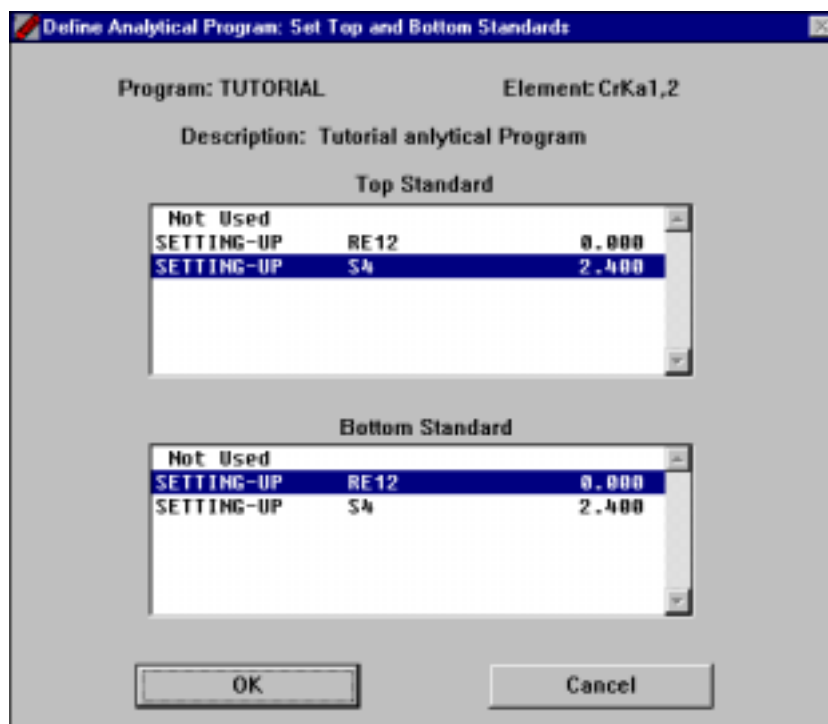 Define Analytical Program: Set Top and Bottom Standards
Program: TUTORIAL Element: CrKa1,2
Description: Tutorial anlytical Program
Top Standard
Not Used
SETTING-UP RE12 0.000
SETTING-UP S4 2.400
Bottom Standard
Not Used
SETTING-UP RE12 0.000
SETTING-UP S4 2.400
OK Cancel